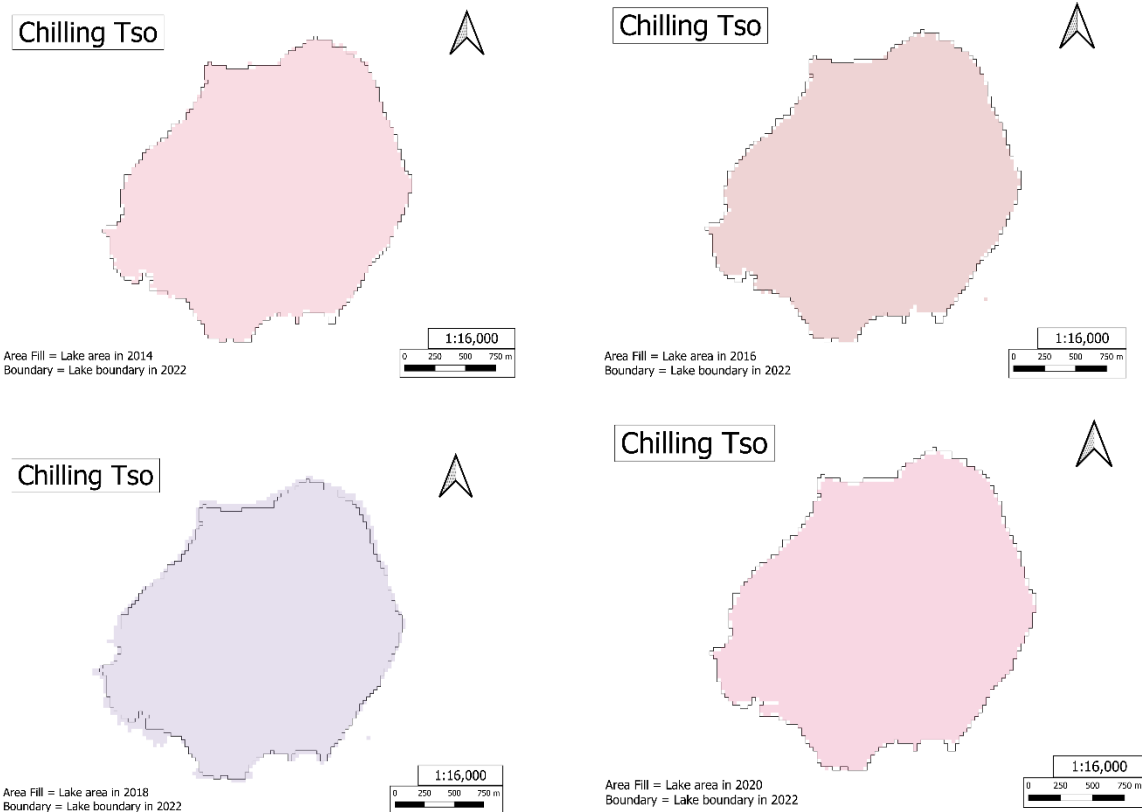 Chilling Tso
1:16,000
0 250 500 750 m
Area Fill = Lake area in 2014
Boundary = Lake boundary in 2022
Chilling Tso
1:16,000
0 250 500 750 m
Area Fill = Lake area in 2016
Boundary = Lake boundary in 2022
Chilling Tso
1:16,000
0 250 500 750 m
Area Fill = Lake area in 2018
Boundary = Lake boundary in 2022
Chilling Tso
1:16,000
0 250 500 750 m
Area Fill = Lake area in 2020
Boundary = Lake boundary in 2022